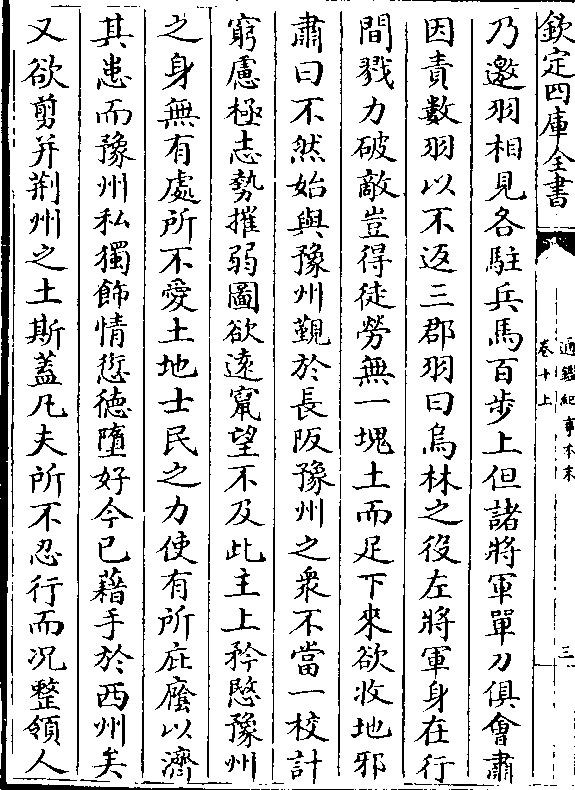 欽定四庫全書
通鑑紀事本末
卷十上
三
乃邀羽相見各駐兵馬百步上但諸將軍單刀俱會肅
因責數羽以不返三郡羽曰烏林之役左將軍身在行
間戮力破敵豈得徒勞無一塊土而足下來欲收地邪
肅曰不然始與豫州覲於長阪豫州之衆不當一校計
窮慮極志勢摧弱圖欲逺竄望不及此主上矜愍豫州
之身無有處所不愛土地士民之力使有所庇廕以濟
其患而豫州私獨飾情愆徳墮好今已藉手於西州矣
又欲剪并荆州之土斯蓋凡夫所不忍行而况整領人